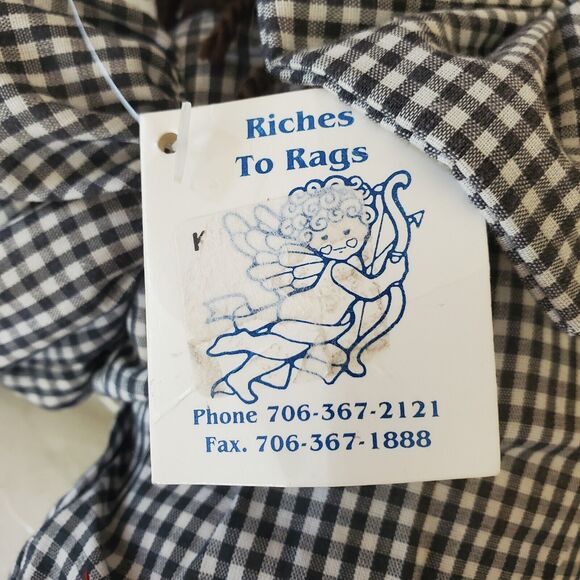 Riches
To Rags
K
Phone 706-367-2121
Fax. 706-367-1888